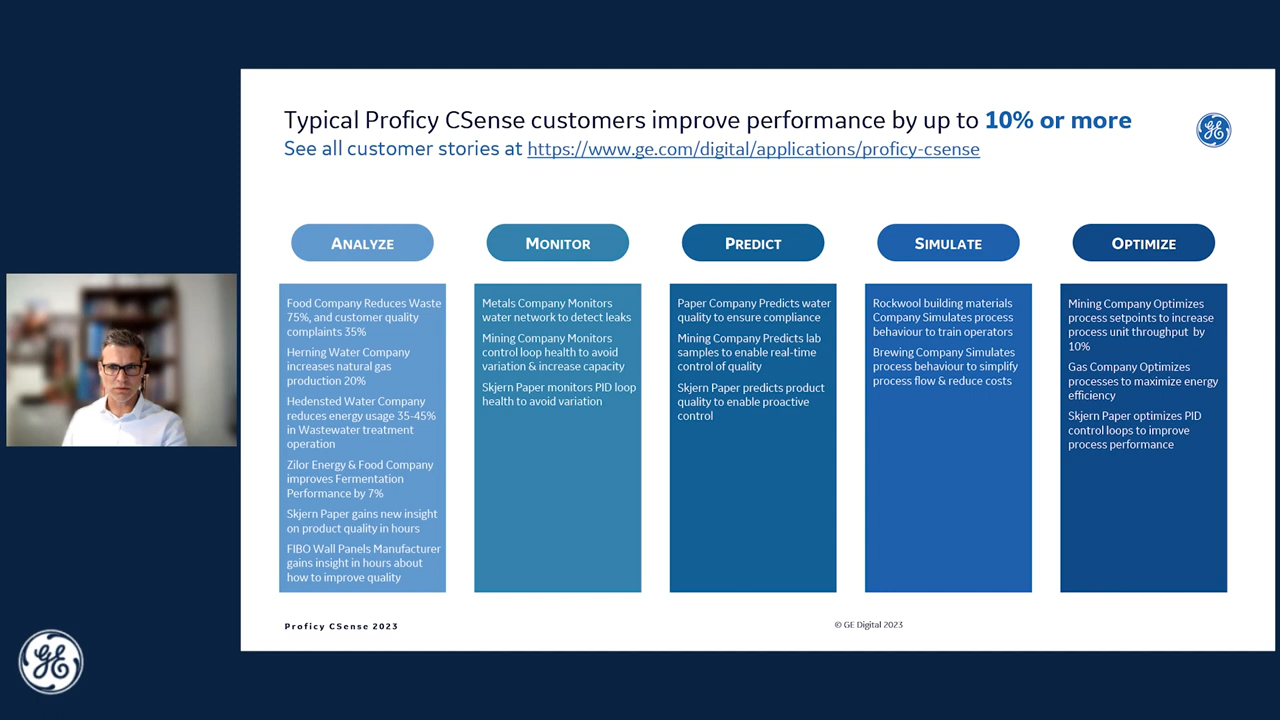 Typical Proficy CSense customers improve performance by up to 10% or more
See all customer stories at https://www.ge.com/digital/applications/proficy-csense
ANALYZE
Food Company Reduces Waste
75%, and customer quality
complaints 35%
Herning Water Company
increases natural gas
production 20%
Hedensted Water Company
reduces energy usage 35-45%
in Wastewater treatment
operation
Zilor Energy & Food Company
improves Fermentation
Performance by 7%
Skjern Paper gains new insight
on product quality in hours
FIBO Wall Panels Manufacturer
gains insight in hours about
how to improve quality
MONITOR
Metals Company Monitors
water network to detect leaks
Mining Company Monitors
control loop health to avoid
variation & increase capacity
Skjern Paper monitors PID loop
health to avoid variation
PREDICT
Paper Company Predicts water
quality to ensure compliance
Mining Company Predicts lab
samples to enable real-time
control of quality
Skjern Paper predicts product
quality to enable proactive
control
SIMULATE
Rockwool building materials
Company Simulates process
behaviour to train operators
Brewing Company Simulates
process behaviour to simplify
process flow & reduce costs
OPTIMIZE
Mining Company Optimizes
process setpoints to increase
process unit throughput by
10%
Gas Company Optimizes
processes to maximize energy
efficiency
Skjern Paper optimizes PID
control loops to improve
process performance
Proficy CSense 2023
© GE Digital 2023
GE
GE